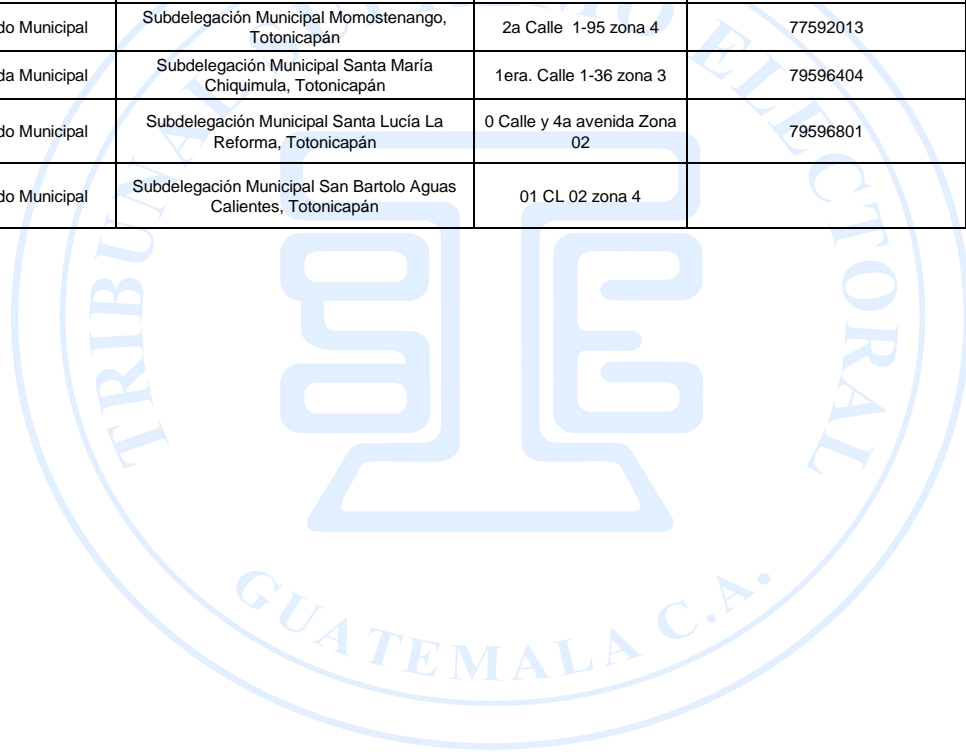 do Municipal
Subdelegación Municipal Momostenango,
Totonicapán
2a Calle 1-95 zona 4
77592013
da Municipal
Subdelegación Municipal Santa María
Chiquimula, Totonicapán
1era. Calle 1-36 zona 3
79596404
do Municipal
Subdelegación Municipal Santa Lucía La
Reforma, Totonicapán
0 Calle y 4a avenida Zona
02
79596801
do Municipal
Subdelegación Municipal San Bartolo Aguas
Calientes, Totonicapán
01 CL 02 zona 4
TRIBUNAL SUPREMO ELECTORAL
GUATEMALA C.A.